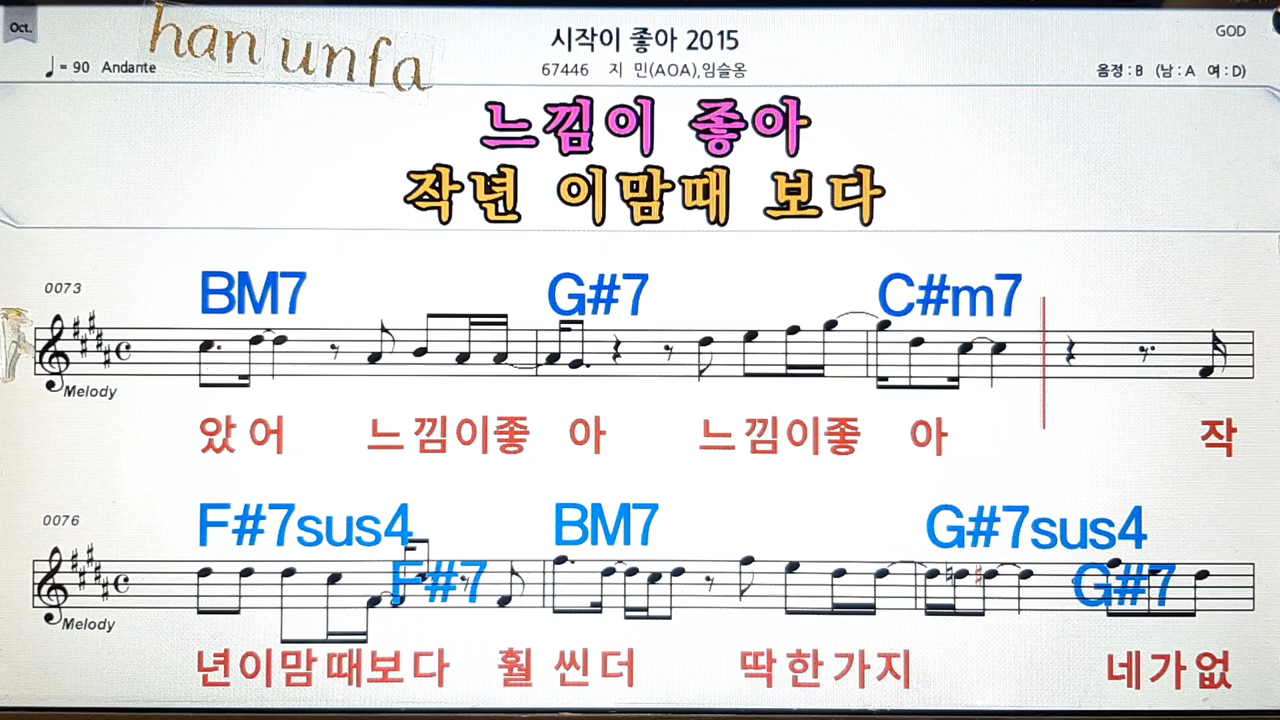 Oct.
han unfa
시작이 좋아 2015
GOD
♩= 90 Andante
67446 지 민(AOA),임슬옹
음정 : B (남 : A 여 : D)
느낌이 좋아
작년 이맘때 보다
0073
BM7 G#7 C#m7
Melody
았어 느낌이좋 아 느낌이좋 아 작
0076
F#7sus4 F#7 BM7 G#7sus4 G#7
Melody
년이맘때보다 훨 씬더 딱한가지 네가없